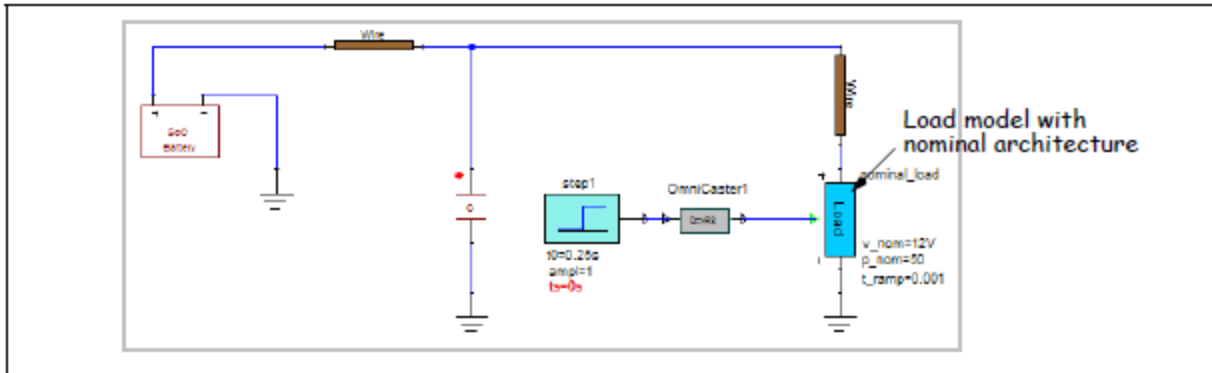 Wire
SoC
Battery
step1
t0=0.25s
ampl=1
ts=0s
OmniCaster1
Wire
Load model with
nominal architecture
nominal_load
Load
v_nom=12V
p_nom=50
t_ramp=0.001